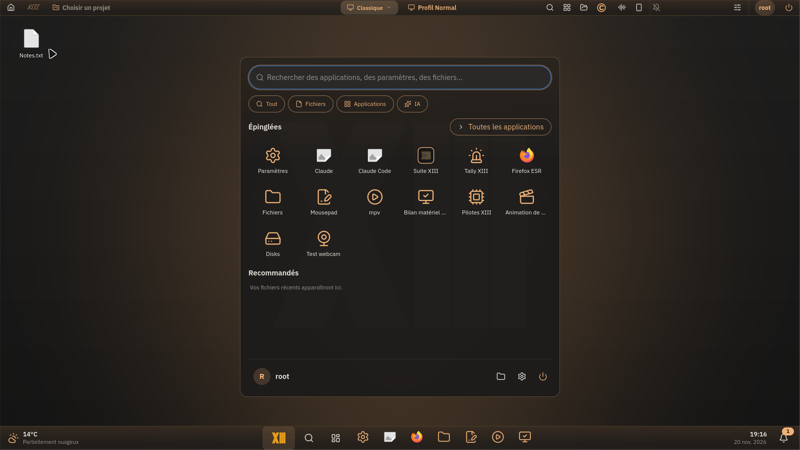 XIII
Choisir un projet
Classique
Profil Normal
root
Notes.txt
Rechercher des applications, des paramètres, des fichiers...
Tout
Fichiers
Applications
IA
Épinglées
Toutes les applications
Paramètres
Claude
Claude Code
Suite XIII
Tally XIII
Firefox ESR
Fichiers
Mousepad
mpv
Bilan matériel ...
Pilotes XIII
Animation de ...
Disks
Test webcam
Recommandés
Vos fichiers récents apparaîtront ici.
R
root
14°C
Partiellement nuageux
XIII
19:16
20 nov. 2026
1